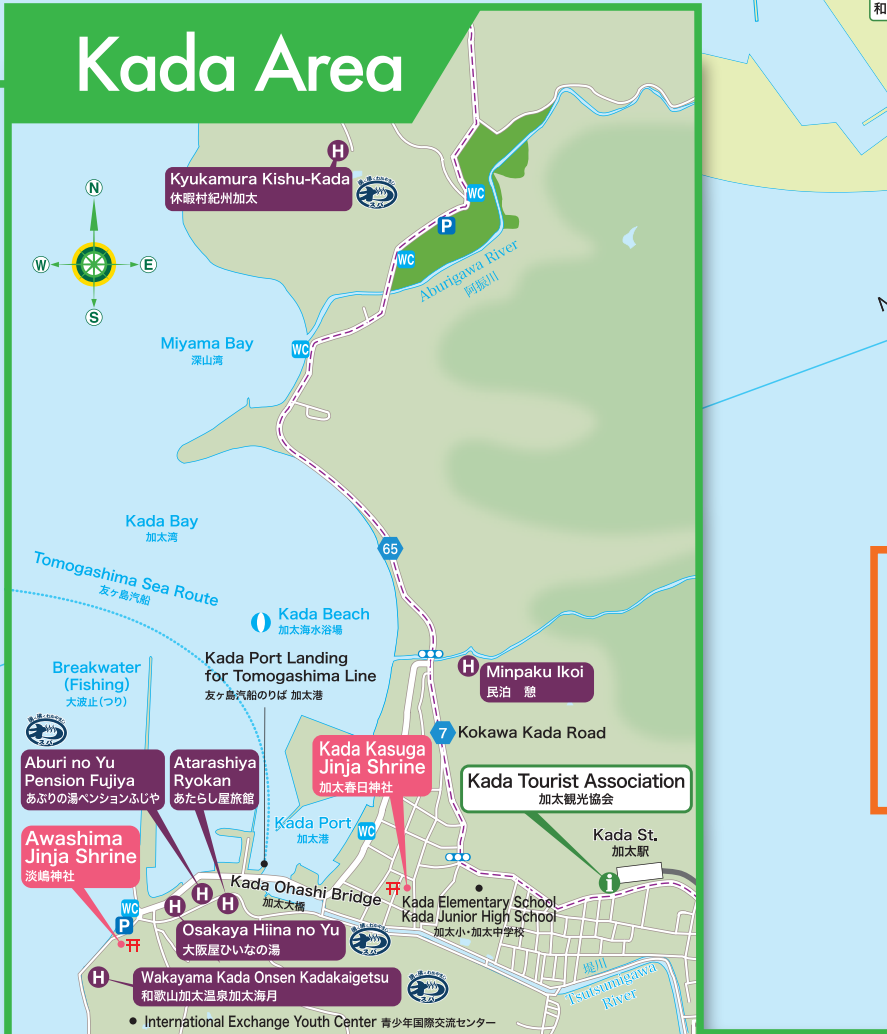 Kada Area
和
N
W
E
S
H
Kyukamura Kishu-Kada
休暇村紀州加太
WC
P
WC
Aburigawa River
阿振川
Miyama Bay
深山湾
WC
Kada Bay
加太湾
65
Tomogashima Sea Route
友ヶ島汽船
Kada Beach
加太海水浴場
Kada Port Landing
for Tomogashima Line
友ヶ島汽船のりば 加太港
Breakwater
(Fishing)
大波止(つり)
H
Minpaku Ikoi
民泊 憩
7
Kokawa Kada Road
Aburi no Yu
Pension Fujiya
あぶりの湯ペンションふじや
Atarashiya
Ryokan
あたらし屋旅館
Kada Kasuga
Jinja Shrine
加太春日神社
Kada Tourist Association
加太観光協会
Kada Port
加太港
WC
Kada St.
加太駅
i
Awashima
Jinja Shrine
淡嶋神社
Kada Ohashi Bridge
加太大橋
Kada Elementary School
Kada Junior High School
加太小・加太中学校
H
H
H
WC
P
Osakaya Hiina no Yu
大阪屋ひいなの湯
H
Wakayama Kada Onsen Kadakaigetsu
和歌山加太温泉加太海月
堤川
Tsutsumigawa
River
International Exchange Youth Center 青少年国際交流センター